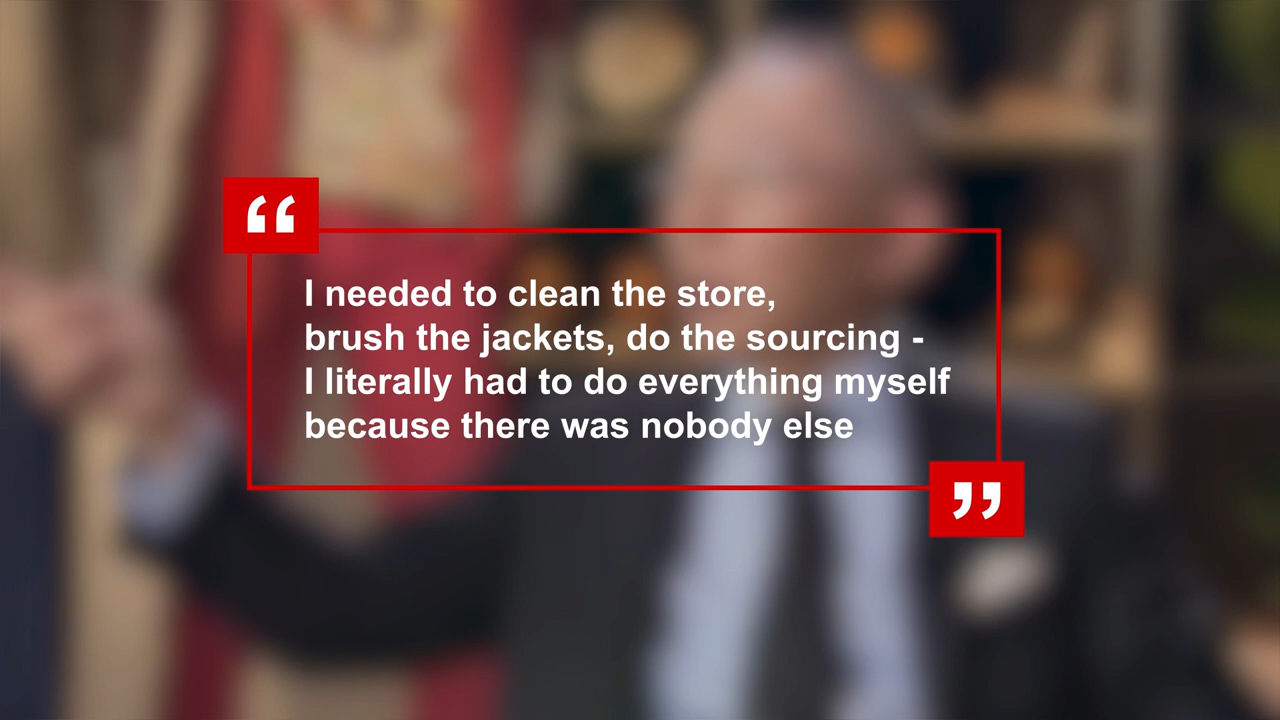 “
I needed to clean the store,
brush the jackets, do the sourcing -
I literally had to do everything myself
because there was nobody else
”